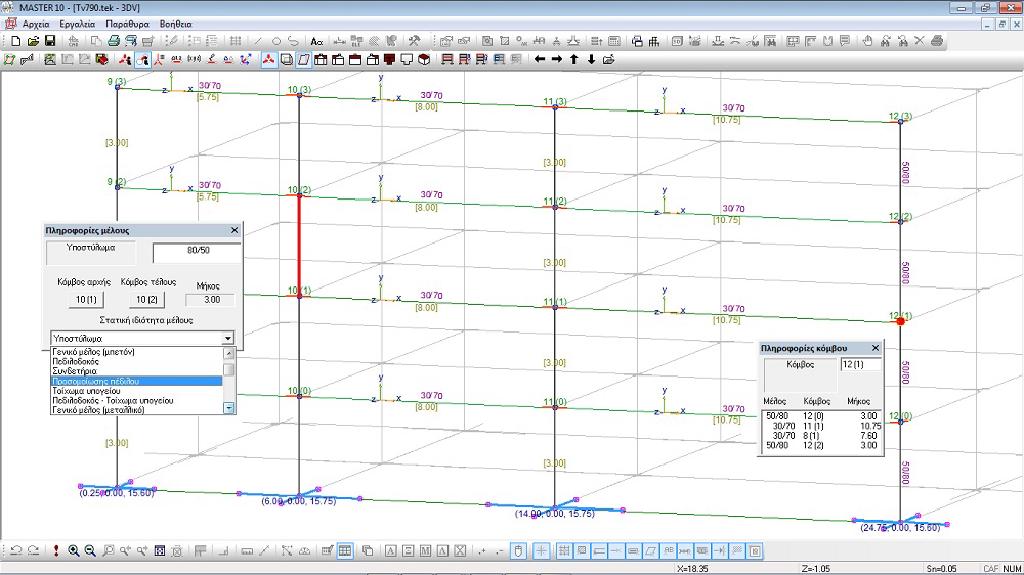 IMASTER 10 - [Tv790.tek - 3DV]
Αρχεία Εργαλεία Παράθυρα Βοήθεια
9 (3) 30/70 [5.75] 10 (3) 30/70 [8.00] 11 (3) 30/70 [10.75] 12 (3)
[3.00] [3.00] 50/80
9 (2) 30/70 [5.75] 10 (2) 30/70 [8.00] 11 (2) 30/70 [10.75] 12 (2)
[3.00] 50/80
10 (1) 30/70 [8.00] 11 (1) 30/70 [10.75] 12 (1)
50/80
10 (0) 30/70 [8.00] 11 (0) 30/70 [10.75] 12 (0)
[3.00] [3.00] 50/80
(0.25, 0.00, 15.60) (6.00, 0.00, 15.75) (14.00, 0.00, 15.75) (24.75, 0.00, 15.60)
Πληροφορίες μέλους
Υποστύλωμα 80/50
Κόμβος αρχής Κόμβος τέλους Μήκος
10 (1) 10 (2) 3.00
Στατική ιδιότητα μέλους:
Υποστύλωμα
Γενικό μέλος (μπετόν)
Πεδιλοδοκός
Συνδετήρια
Προσομοίωσης πέδιλου
Τοίχωμα υπογείου
Πεδιλοδοκός - Τοίχωμα υπογείου
Γενικό μέλος (μεταλλικό)
Πληροφορίες κόμβου
Κόμβος 12 (1)
Μέλος Κόμβος Μήκος
50/80 12 (0) 3.00
30/70 11 (1) 10.75
30/70 8 (1) 7.60
50/80 12 (2) 3.00
X=18.35 Z=-1.05 Sn=0.05 CAF NUM